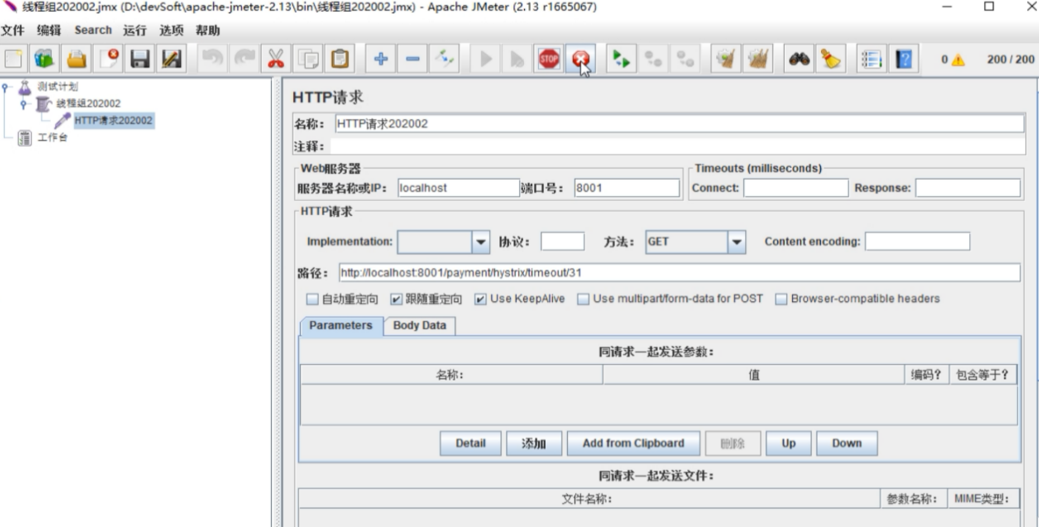 线程组202002.jmx (D:\devSoft\apache-jmeter-2.13\bin\线程组202002.jmx) - Apache JMeter (2.13 r1665067)
文件 编辑 Search 运行 选项 帮助
STOP 0 200 / 200
测试计划
线程组202002
HTTP请求202002
工作台
HTTP请求
名称： HTTP请求202002
注释：
Web服务器 Timeouts (milliseconds)
服务器名称或IP： localhost 端口号： 8001 Connect: Response:
HTTP请求
Implementation: 协议： 方法： GET Content encoding:
路径： http://localhost:8001/payment/hystrix/timeout/31
自动重定向 跟随重定向 Use KeepAlive Use multipart/form-data for POST Browser-compatible headers
Parameters Body Data
同请求一起发送参数：
名称： 值 编码？ 包含等于？
Detail 添加 Add from Clipboard 删除 Up Down
同请求一起发送文件：
文件名称： 参数名称： MIME类型：